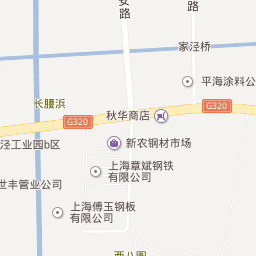 安路
路
家泾桥
平海涂料公
长腰浜
G320
秋华商店
G320
泾工业园b区
新农钢材市场
上海章斌钢铁
有限公司
世丰管业公司
上海傅玉钢板
有限公司